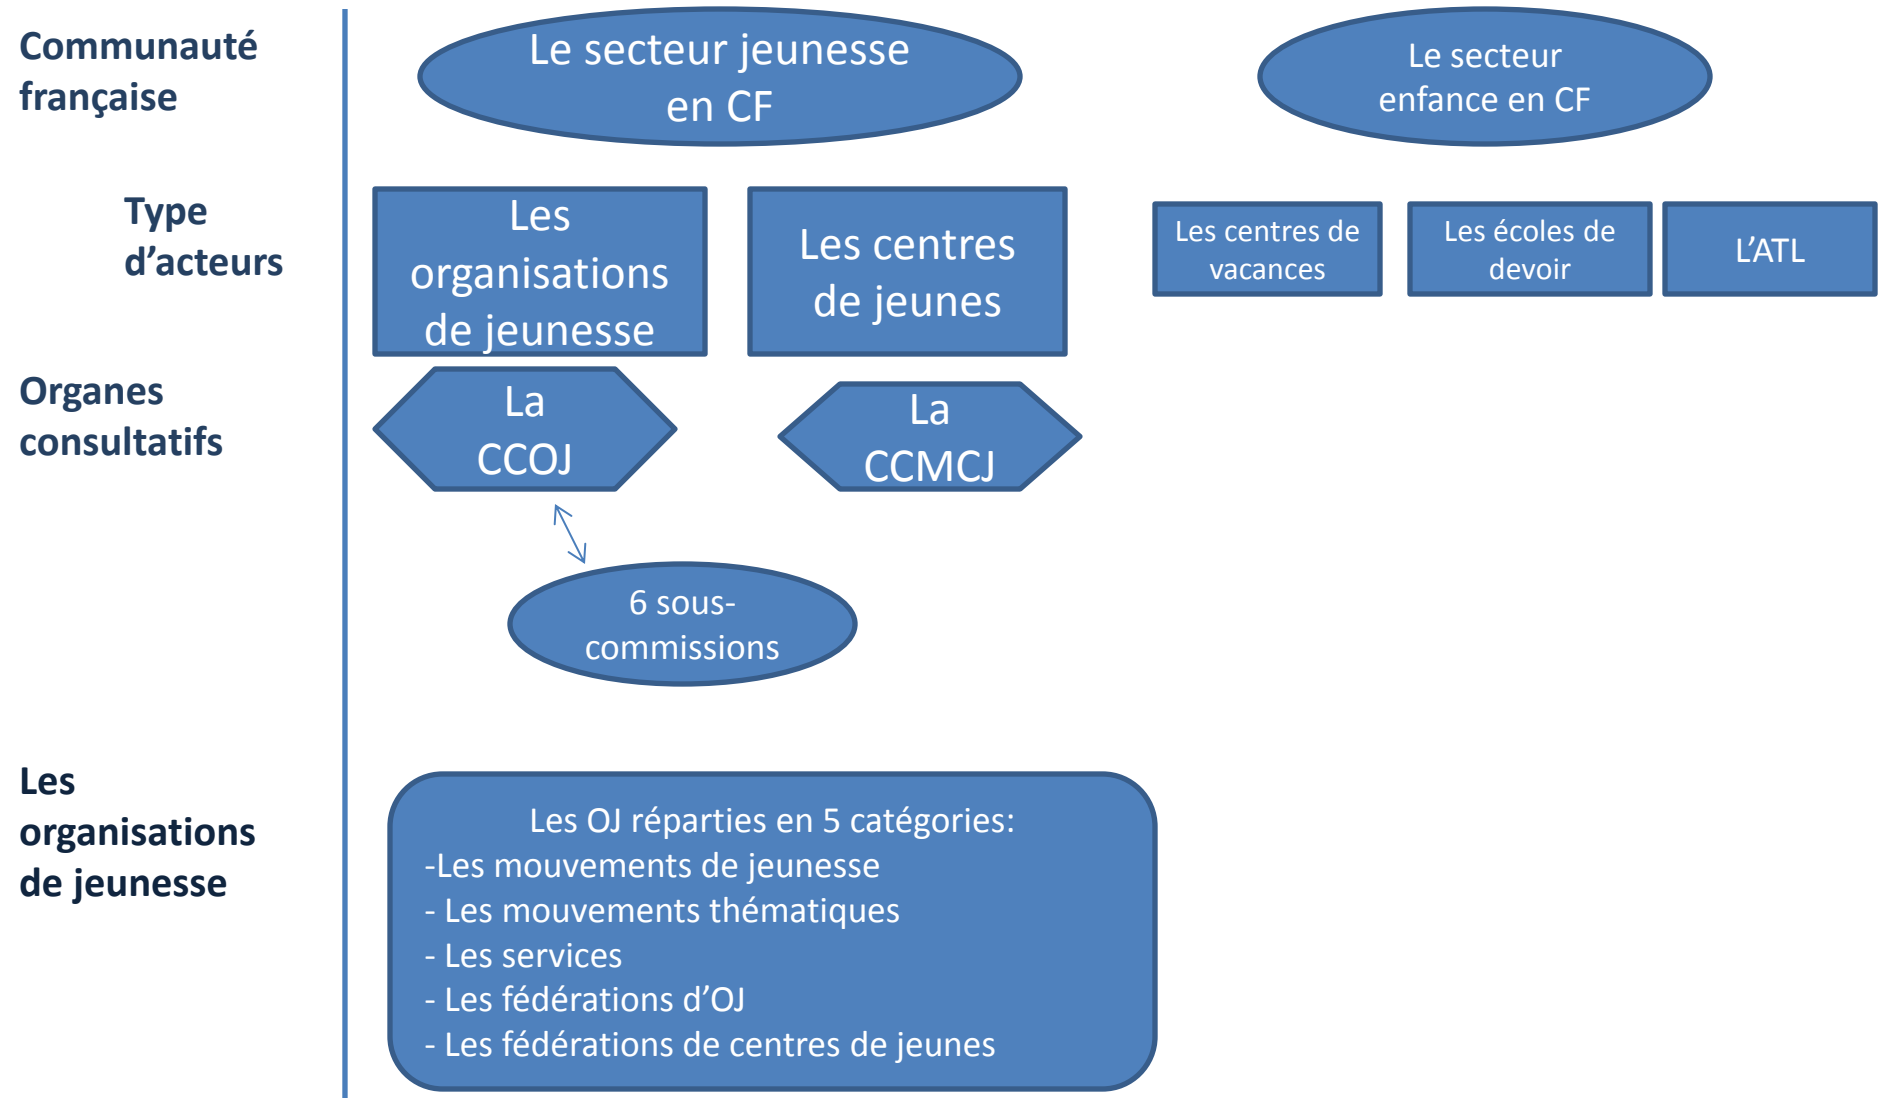 Communauté
française
Le secteur jeunesse
en CF
Le secteur
enfance en CF
Type
d’acteurs
Les
organisations
de jeunesse
Les centres
de jeunes
Les centres de
vacances
Les écoles de
devoir
L’ATL
Organes
consultatifs
La
CCOJ
La
CCMCJ
6 sous-
commissions
Les
organisations
de jeunesse
Les OJ réparties en 5 catégories:
-Les mouvements de jeunesse
- Les mouvements thématiques
- Les services
- Les fédérations d’OJ
- Les fédérations de centres de jeunes